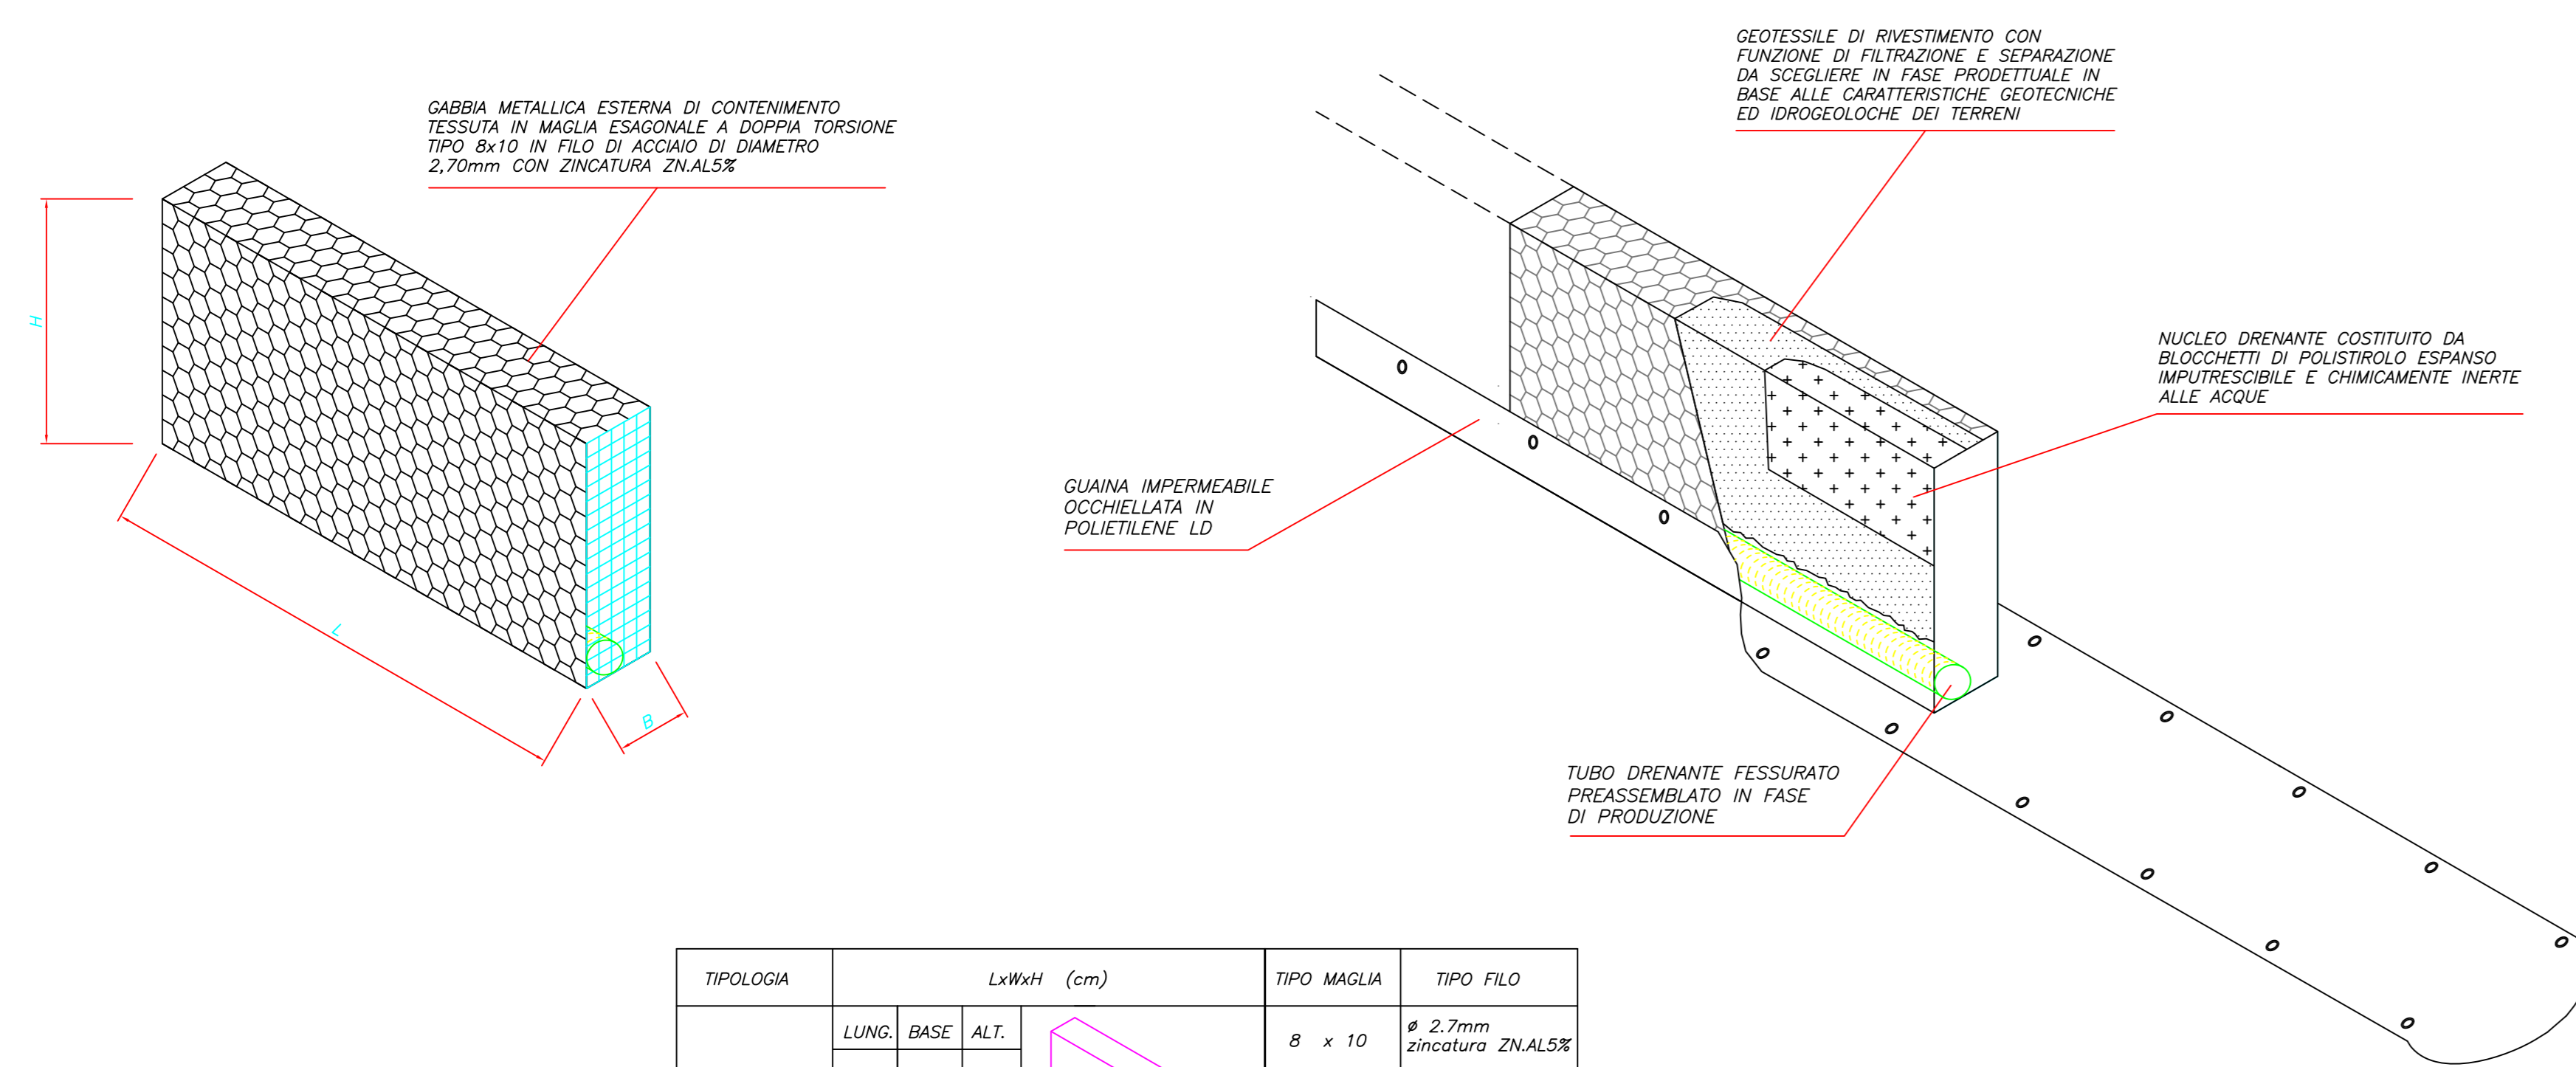 GEOTESSILE DI RIVESTIMENTO CON
FUNZIONE DI FILTRAZIONE E SEPARAZIONE
DA SCEGLIERE IN FASE PRODETTUALE IN
BASE ALLE CARATTERISTICHE GEOTECNICHE
ED IDROGEOLOCHE DEI TERRENI
GABBIA METALLICA ESTERNA DI CONTENIMENTO
TESSUTA IN MAGLIA ESAGONALE A DOPPIA TORSIONE
TIPO 8x10 IN FILO DI ACCIAIO DI DIAMETRO
2,70mm CON ZINCATURA ZN.AL5%
H
L
B
NUCLEO DRENANTE COSTITUITO DA
BLOCCHETTI DI POLISTIROLO ESPANSO
IMPUTRESCIBILE E CHIMICAMENTE INERTE
ALLE ACQUE
GUAINA IMPERMEABILE
OCCHIELLATA IN
POLIETILENE LD
TUBO DRENANTE FESSURATO
PREASSEMBLATO IN FASE
DI PRODUZIONE
TIPOLOGIA LxWxH (cm) TIPO MAGLIA TIPO FILO
LUNG. BASE ALT. 8 x 10 ø 2.7mm
zincatura ZN.AL5%